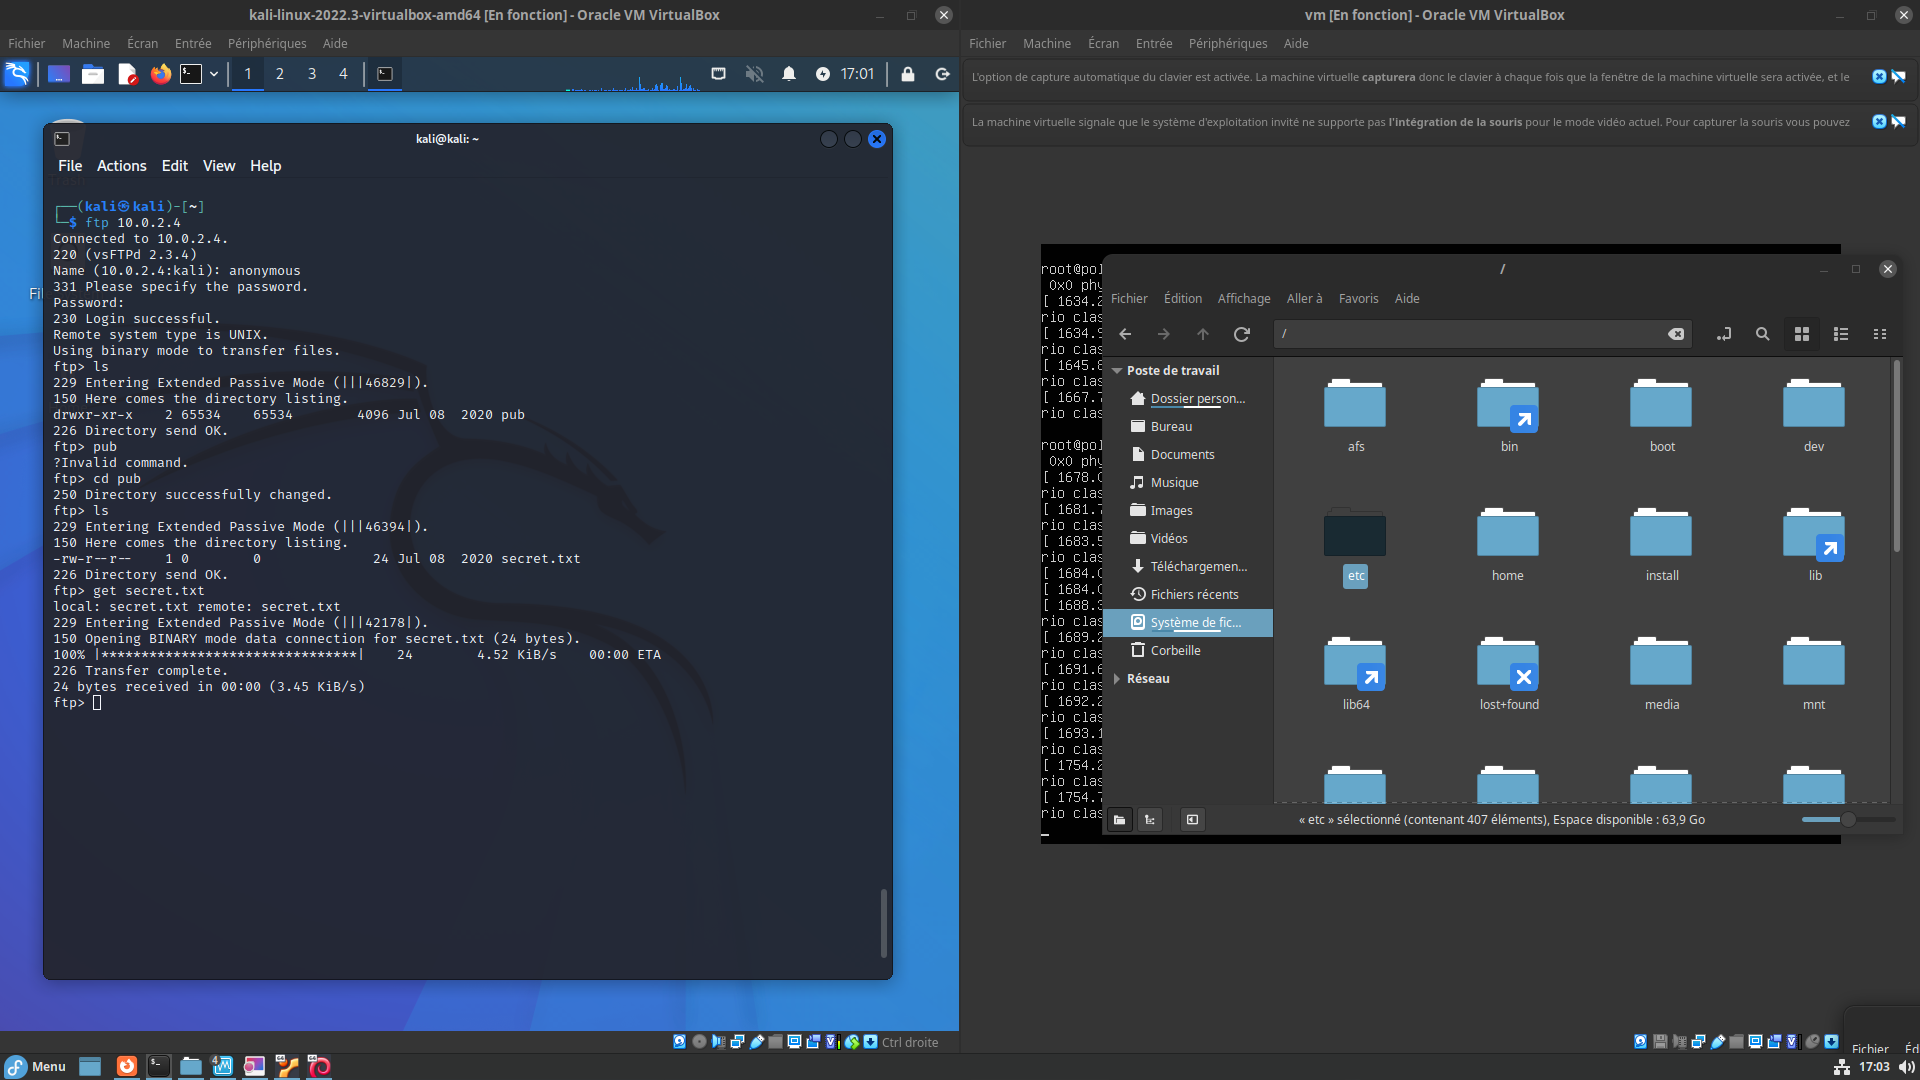 kali-linux-2022.3-virtualbox-amd64 [En fonction] - Oracle VM VirtualBox
Fichier Machine Écran Entrée Périphériques Aide
1 2 3 4 17:01
kali@kali: ~
File Actions Edit View Help
┌──(kali㉿kali)-[~]
└─$ ftp 10.0.2.4
Connected to 10.0.2.4.
220 (vsFTPd 2.3.4)
Name (10.0.2.4:kali): anonymous
331 Please specify the password.
Password:
230 Login successful.
Remote system type is UNIX.
Using binary mode to transfer files.
ftp> ls
229 Entering Extended Passive Mode (|||46829|).
150 Here comes the directory listing.
drwxr-xr-x    2 65534    65534        4096 Jul 08  2020 pub
226 Directory send OK.
ftp> pub
?Invalid command.
ftp> cd pub
250 Directory successfully changed.
ftp> ls
229 Entering Extended Passive Mode (|||46394|).
150 Here comes the directory listing.
-rw-r--r--    1 0        0              24 Jul 08  2020 secret.txt
226 Directory send OK.
ftp> get secret.txt
local: secret.txt remote: secret.txt
229 Entering Extended Passive Mode (|||42178|).
150 Opening BINARY mode data connection for secret.txt (24 bytes).
100% |********************************|    24        4.52 KiB/s    00:00 ETA
226 Transfer complete.
24 bytes received in 00:00 (3.45 KiB/s)
ftp>
Ctrl droite
vm [En fonction] - Oracle VM VirtualBox
Fichier Machine Écran Entrée Périphériques Aide
L'option de capture automatique du clavier est activée. La machine virtuelle capturera donc le clavier à chaque fois que la fenêtre de la machine virtuelle sera activée, et le
La machine virtuelle signale que le système d'exploitation invité ne supporte pas l'intégration de la souris pour le mode vidéo actuel. Pour capturer la souris vous pouvez
root@pol
0x0 phy
[ 1634.2
rio clas
[ 1634.9
rio clas
[ 1645.8
rio clas
[ 1667.7
rio clas
root@pol
0x0 phy
[ 1678.0
rio clas
[ 1681.7
rio clas
[ 1683.5
rio clas
[ 1684.0
[ 1684.0
[ 1688.3
rio clas
[ 1689.2
rio clas
[ 1691.6
rio clas
[ 1692.2
rio clas
[ 1693.1
rio clas
[ 1754.2
rio clas
[ 1754.7
rio clas
/
Fichier Édition Affichage Aller à Favoris Aide
/
Poste de travail
Dossier person...
Bureau
Documents
Musique
Images
Vidéos
Téléchargemen...
Fichiers récents
Système de fic...
Corbeille
Réseau
afs bin boot dev
etc home install lib
lib64 lost+found media mnt
« etc » sélectionné (contenant 407 éléments), Espace disponible : 63,9 Go
Fichier Éd
Menu
4
17:03